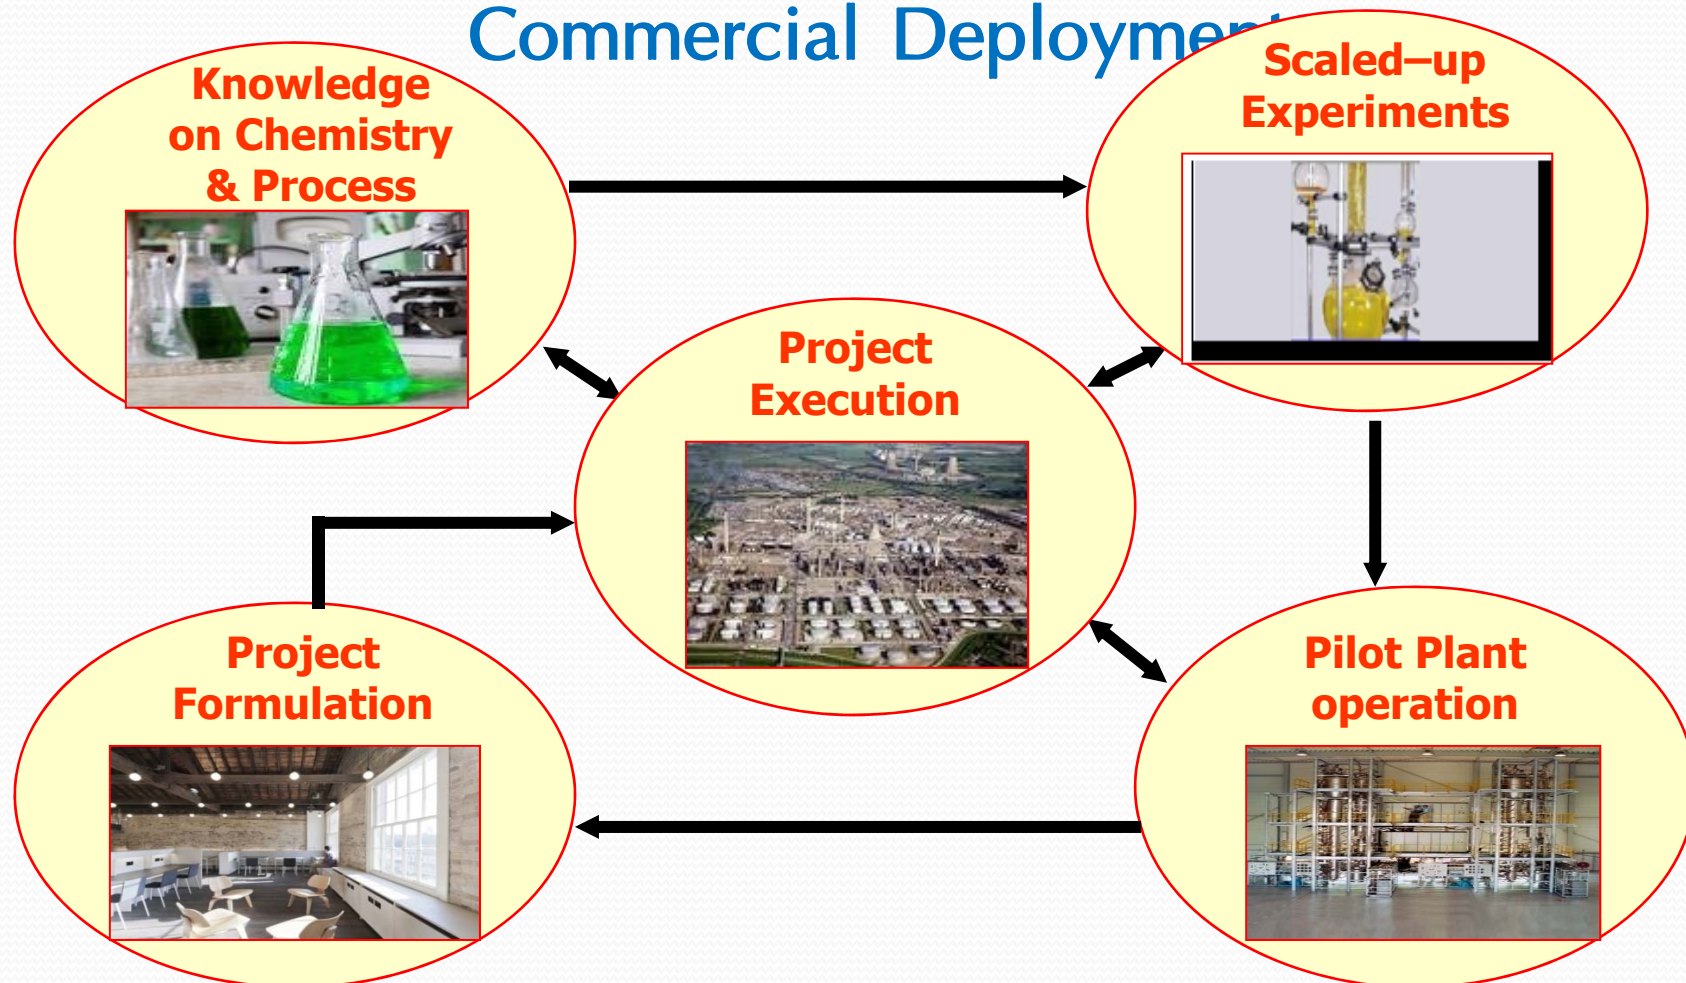 Commercial Deployment
Knowledge
on Chemistry
& Process
Scaled–up
Experiments
Project
Execution
Project
Formulation
Pilot Plant
operation